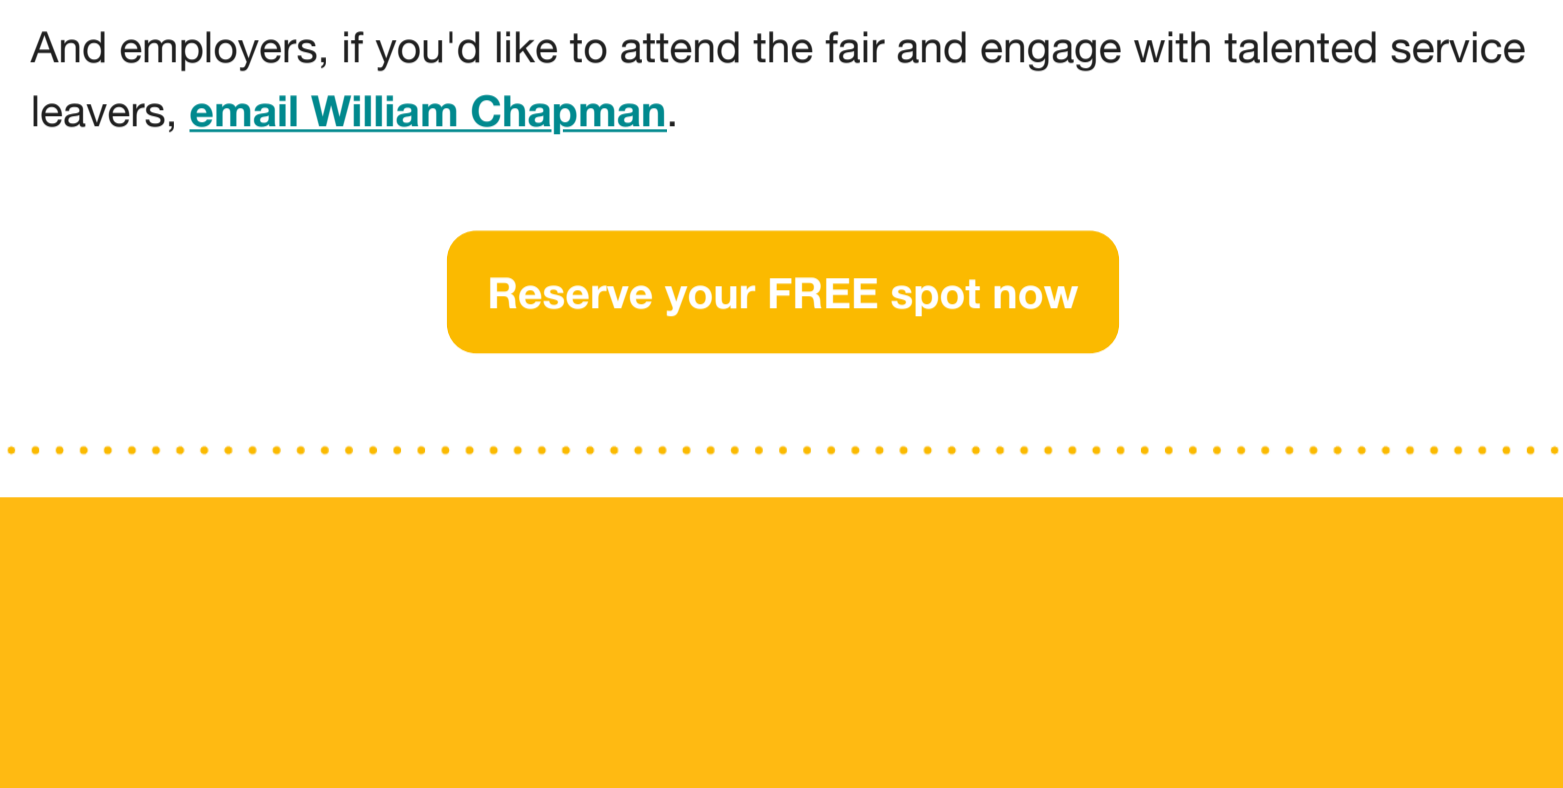 And employers, if you'd like to attend the fair and engage with talented service
leavers, email William Chapman.
Reserve your FREE spot now